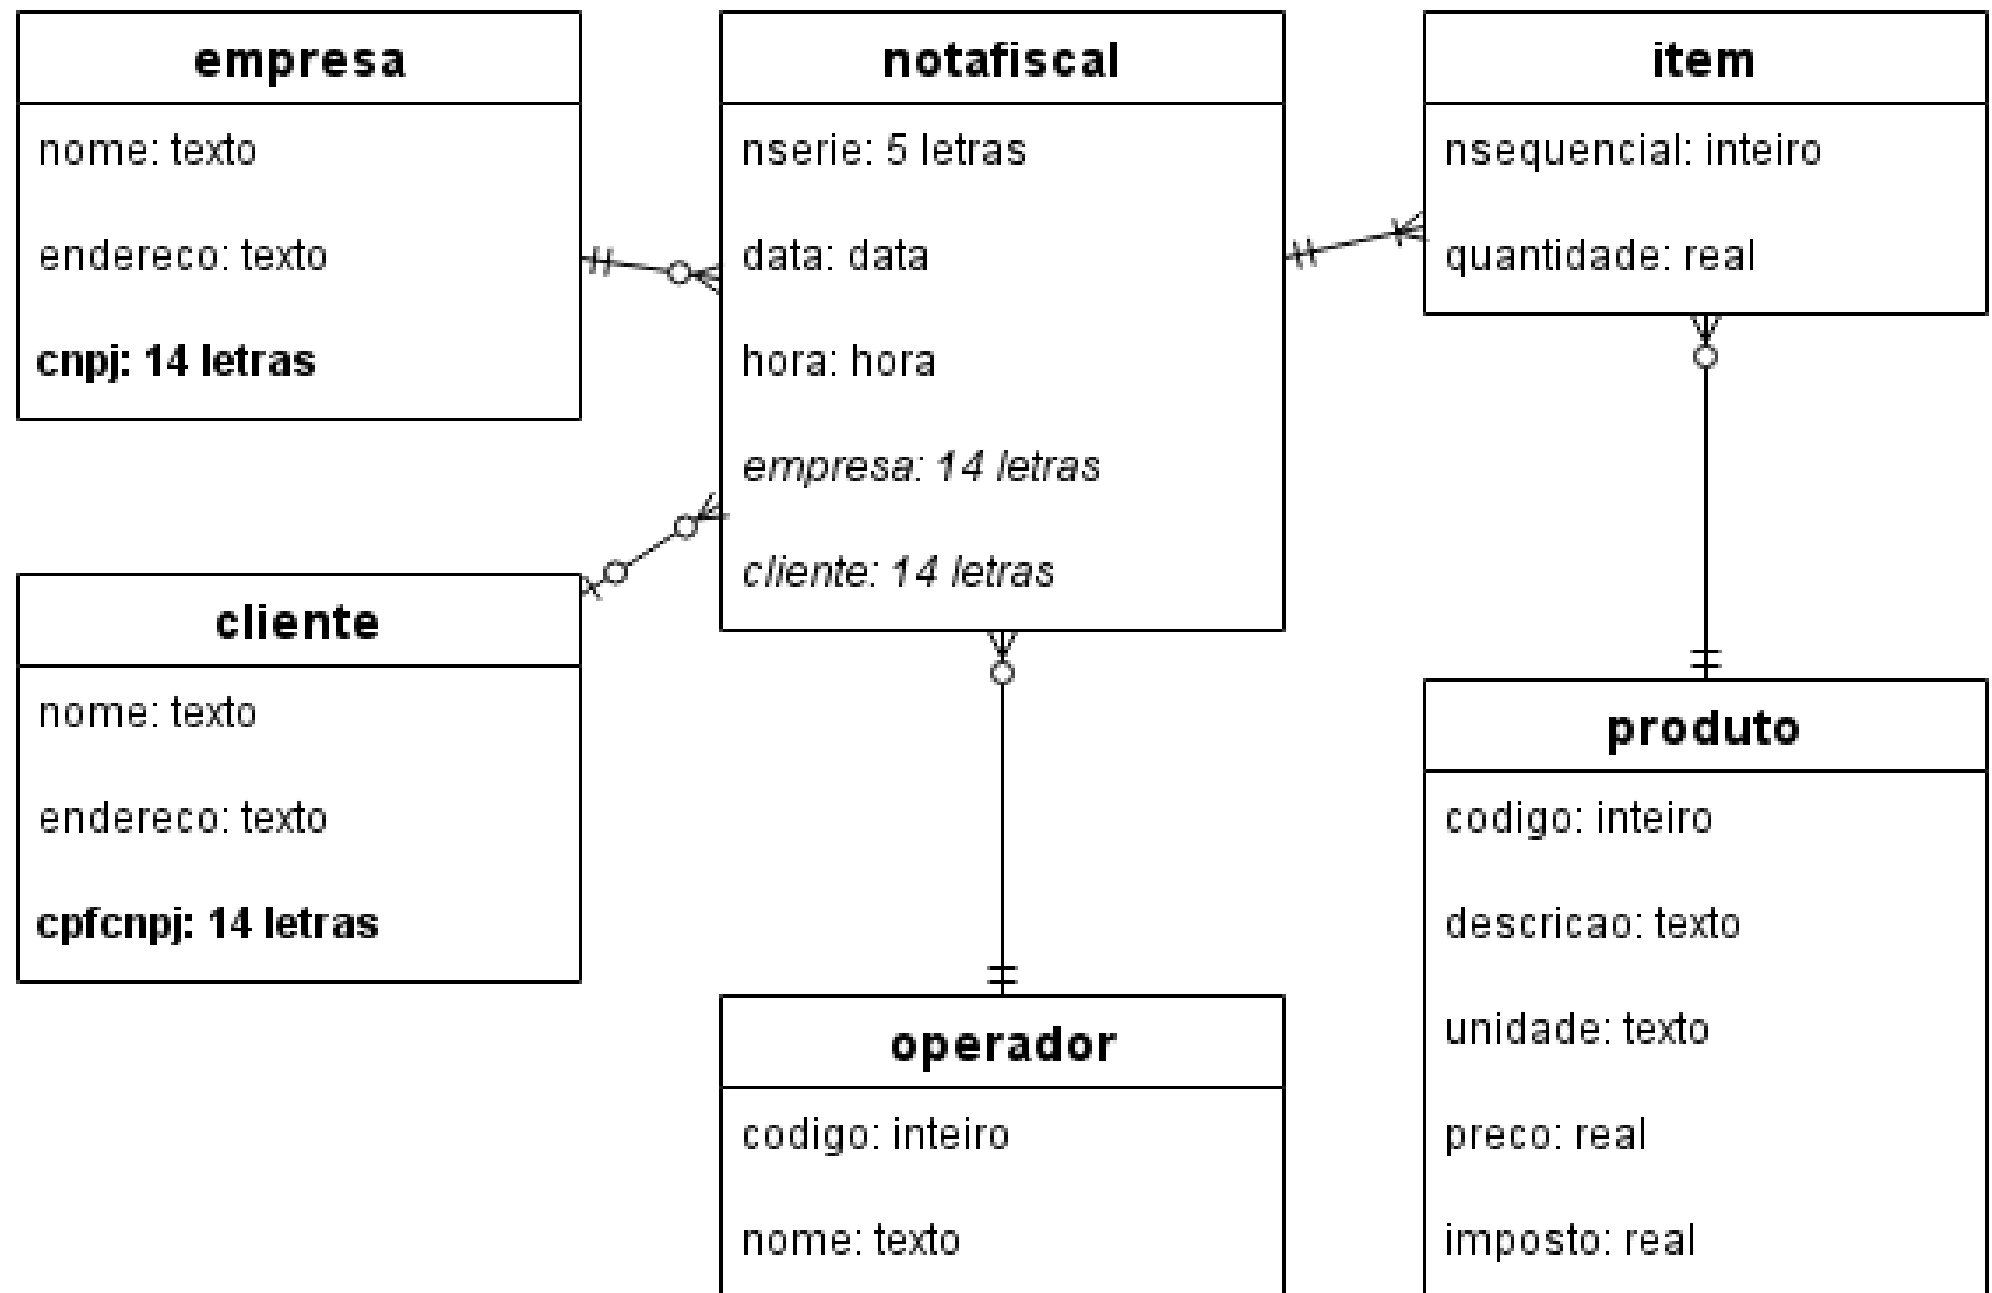 empresa
nome: texto
endereco: texto
cnpj: 14 letras
notafiscal
nserie: 5 letras
data: data
hora: hora
empresa: 14 letras
cliente: 14 letras
item
nsequencial: inteiro
quantidade: real
cliente
nome: texto
endereco: texto
cpfcnpj: 14 letras
operador
codigo: inteiro
nome: texto
produto
codigo: inteiro
descricao: texto
unidade: texto
preco: real
imposto: real